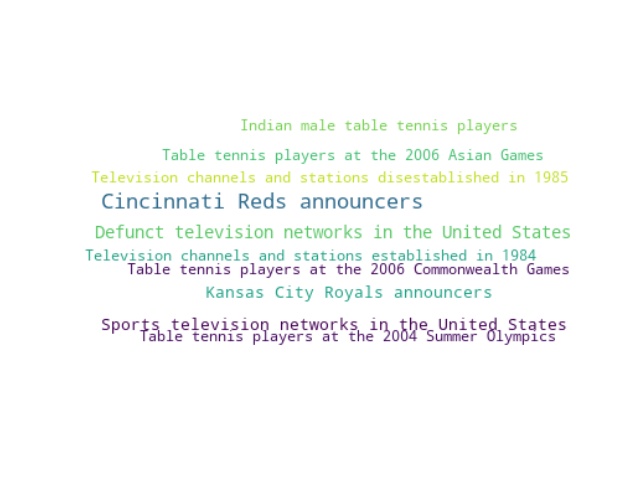 Indian male table tennis players
Table tennis players at the 2006 Asian Games
Television channels and stations disestablished in 1985
Cincinnati Reds announcers
Defunct television networks in the United States
Television channels and stations established in 1984
Table tennis players at the 2006 Commonwealth Games
Kansas City Royals announcers
Sports television networks in the United States
Table tennis players at the 2004 Summer Olympics